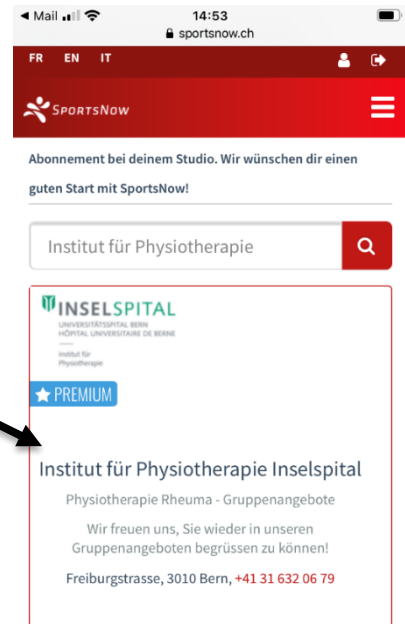 Mail 14:53
sportsnow.ch
FR EN IT
SPORTSNOW
Abonnement bei deinem Studio. Wir wünschen dir einen
guten Start mit SportsNow!
Institut für Physiotherapie
INSELSPITAL
UNIVERSITÄTSSPITAL BERN
HÔPITAL UNIVERSITAIRE DE BERNE
Institut für
Physiotherapie
PREMIUM
Institut für Physiotherapie Inselspital
Physiotherapie Rheuma - Gruppenangebote
Wir freuen uns, Sie wieder in unseren
Gruppenangeboten begrüssen zu können!
Freiburgstrasse, 3010 Bern, +41 31 632 06 79